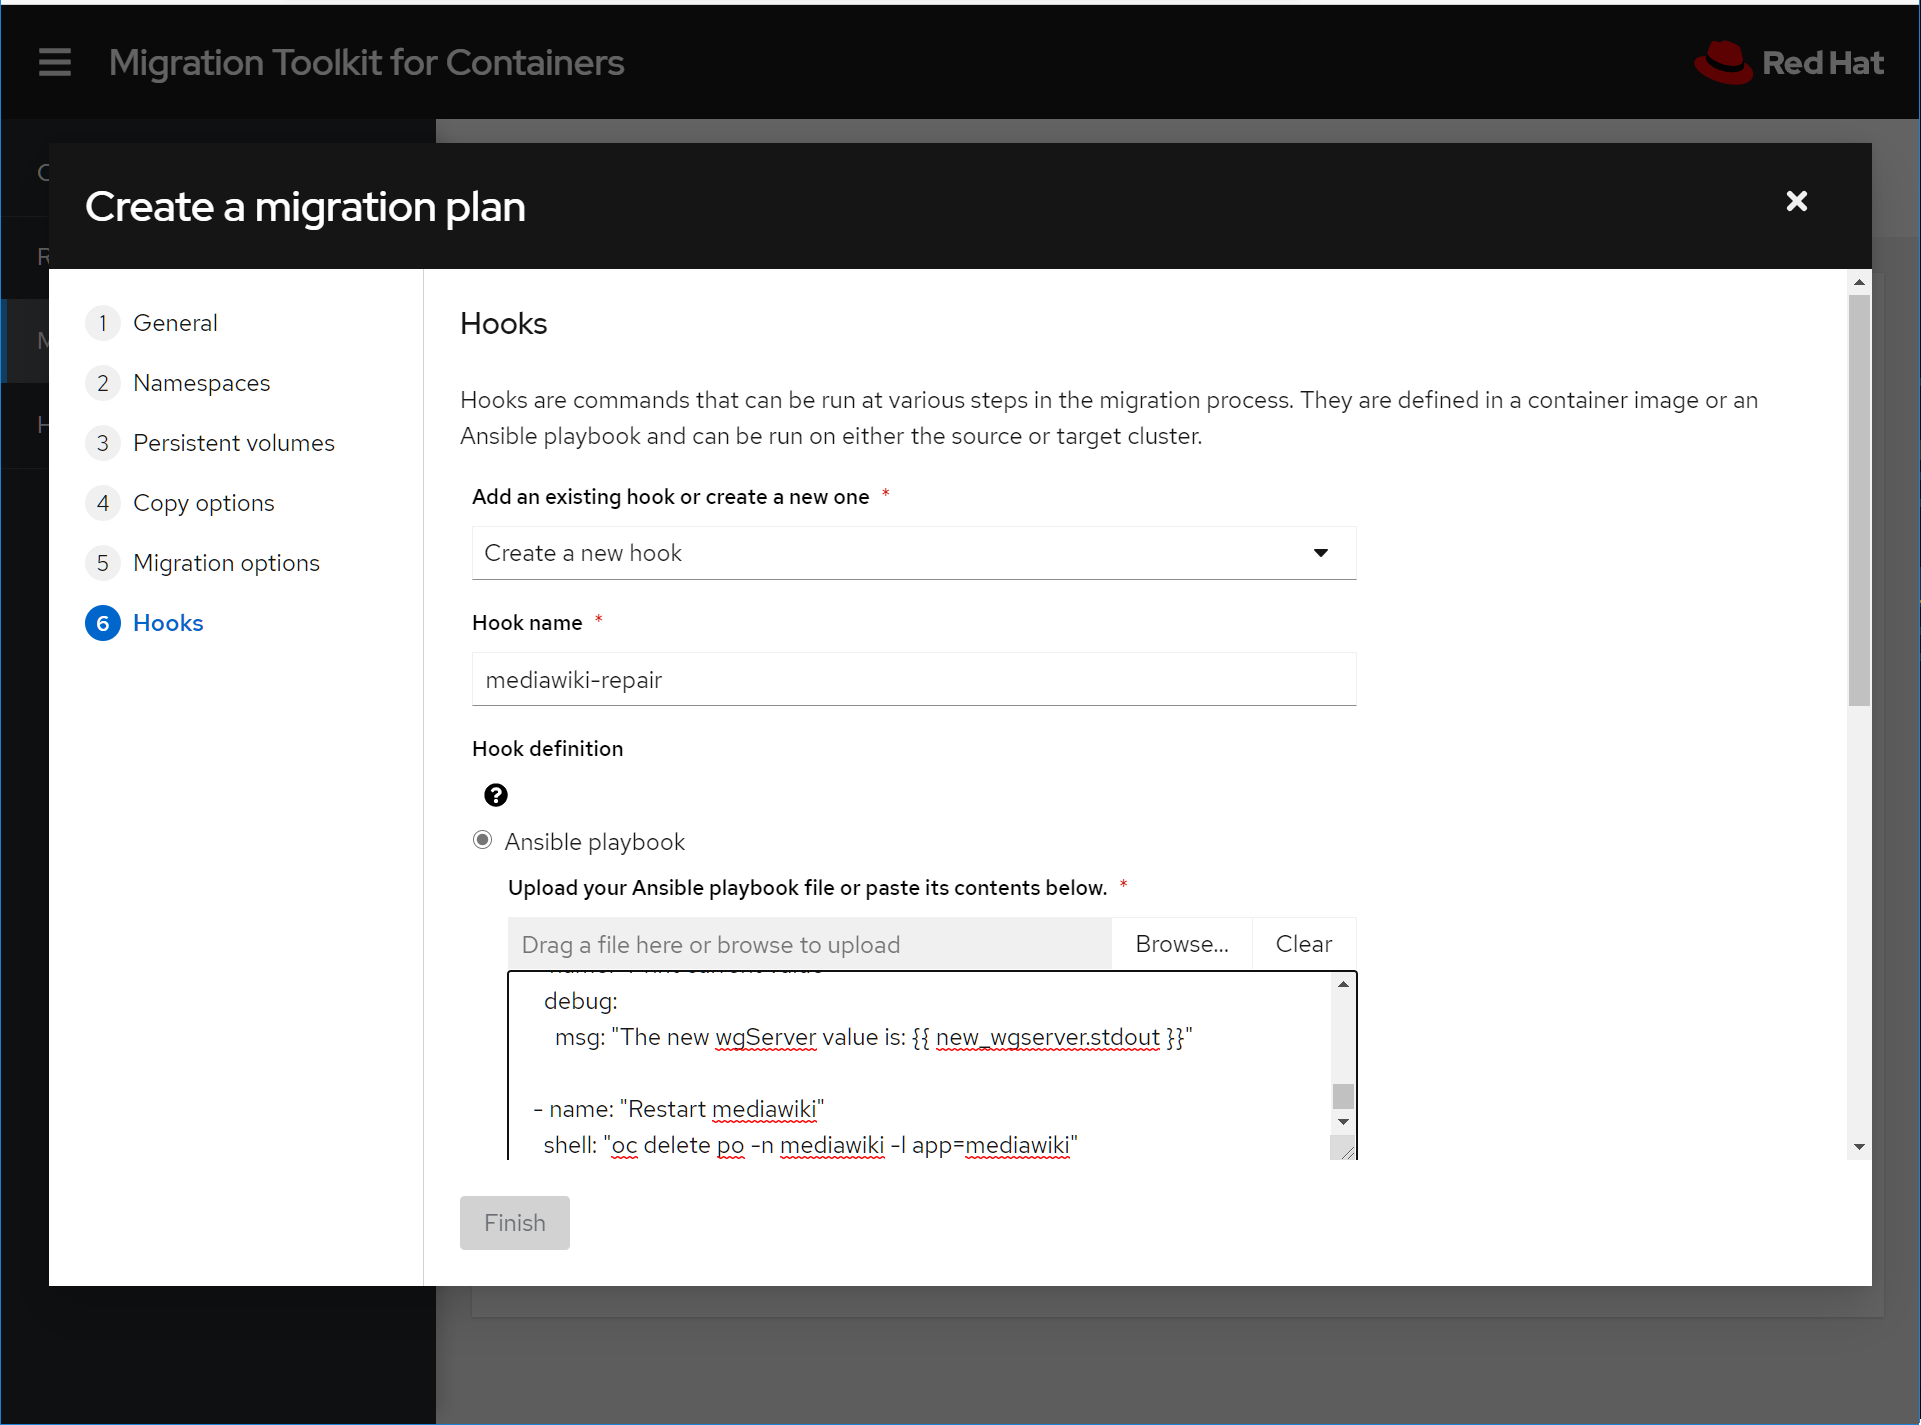 Migration Toolkit for Containers
Red Hat
Create a migration plan
1 General
2 Namespaces
3 Persistent volumes
4 Copy options
5 Migration options
6 Hooks
Hooks
Hooks are commands that can be run at various steps in the migration process. They are defined in a container image or an
Ansible playbook and can be run on either the source or target cluster.
Add an existing hook or create a new one *
Create a new hook
Hook name *
mediawiki-repair
Hook definition
?
Ansible playbook
Upload your Ansible playbook file or paste its contents below. *
Drag a file here or browse to upload
Browse...
Clear
debug:
msg: "The new wgServer value is: {{ new_wgserver.stdout }}"
- name: "Restart mediawiki"
shell: "oc delete po -n mediawiki -l app=mediawiki"
Finish